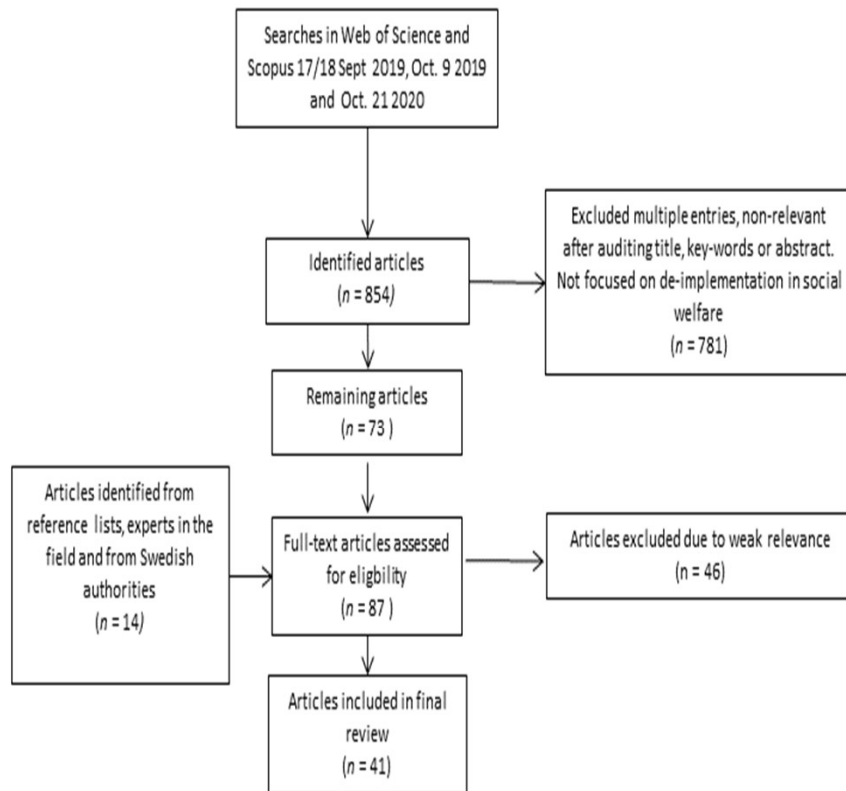 Searches in Web of Science and
Scopus 17/18 Sept 2019, Oct. 9 2019
and Oct. 21 2020
Identified articles
(n = 854)
Excluded multiple entries, non-relevant
after auditing title, key-words or abstract.
Not focused on de-implementation in social
welfare
(n = 781)
Remaining articles
(n = 73 )
Articles identified from
reference lists, experts in the
field and from Swedish
authorities
(n = 14)
Full-text articles assessed
for eligbility
(n = 87 )
Articles excluded due to weak relevance
(n = 46)
Articles included in final
review
(n = 41)